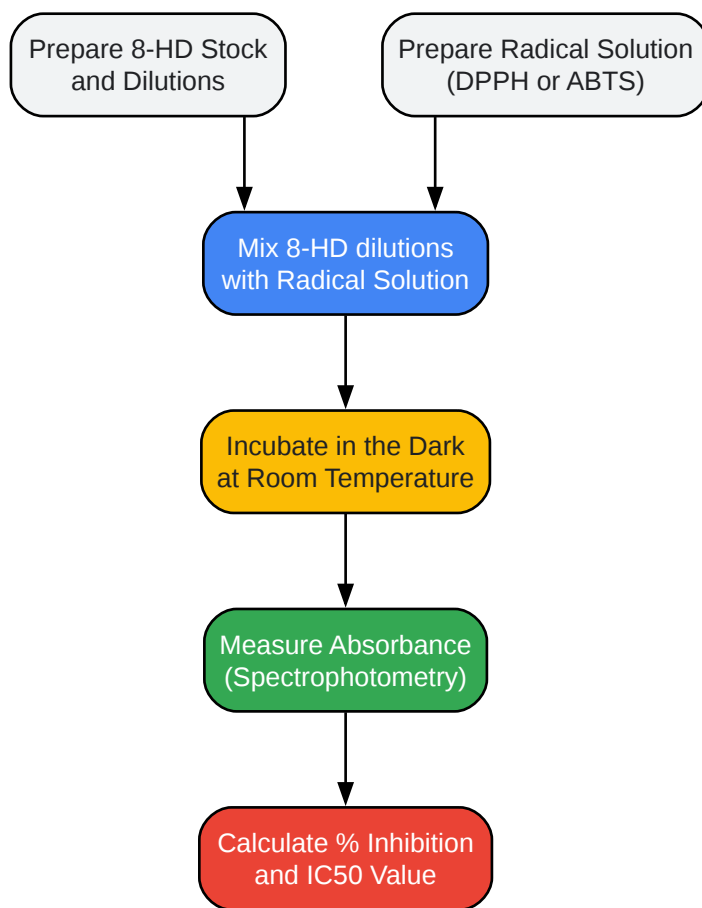 Prepare 8-HD Stock
and Dilutions
Prepare Radical Solution
(DPPH or ABTS)
Mix 8-HD dilutions
with Radical Solution
Incubate in the Dark
at Room Temperature
Measure Absorbance
(Spectrophotometry)
Calculate % Inhibition
and IC50 Value